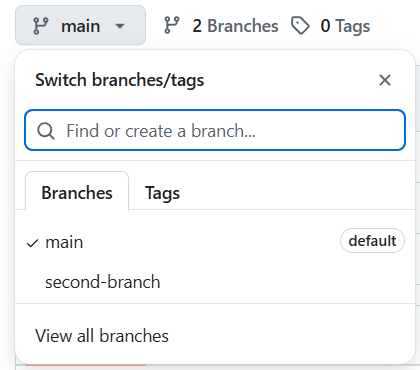 main 2 Branches 0 Tags
Switch branches/tags
Find or create a branch...
Branches Tags
main default
second-branch
View all branches